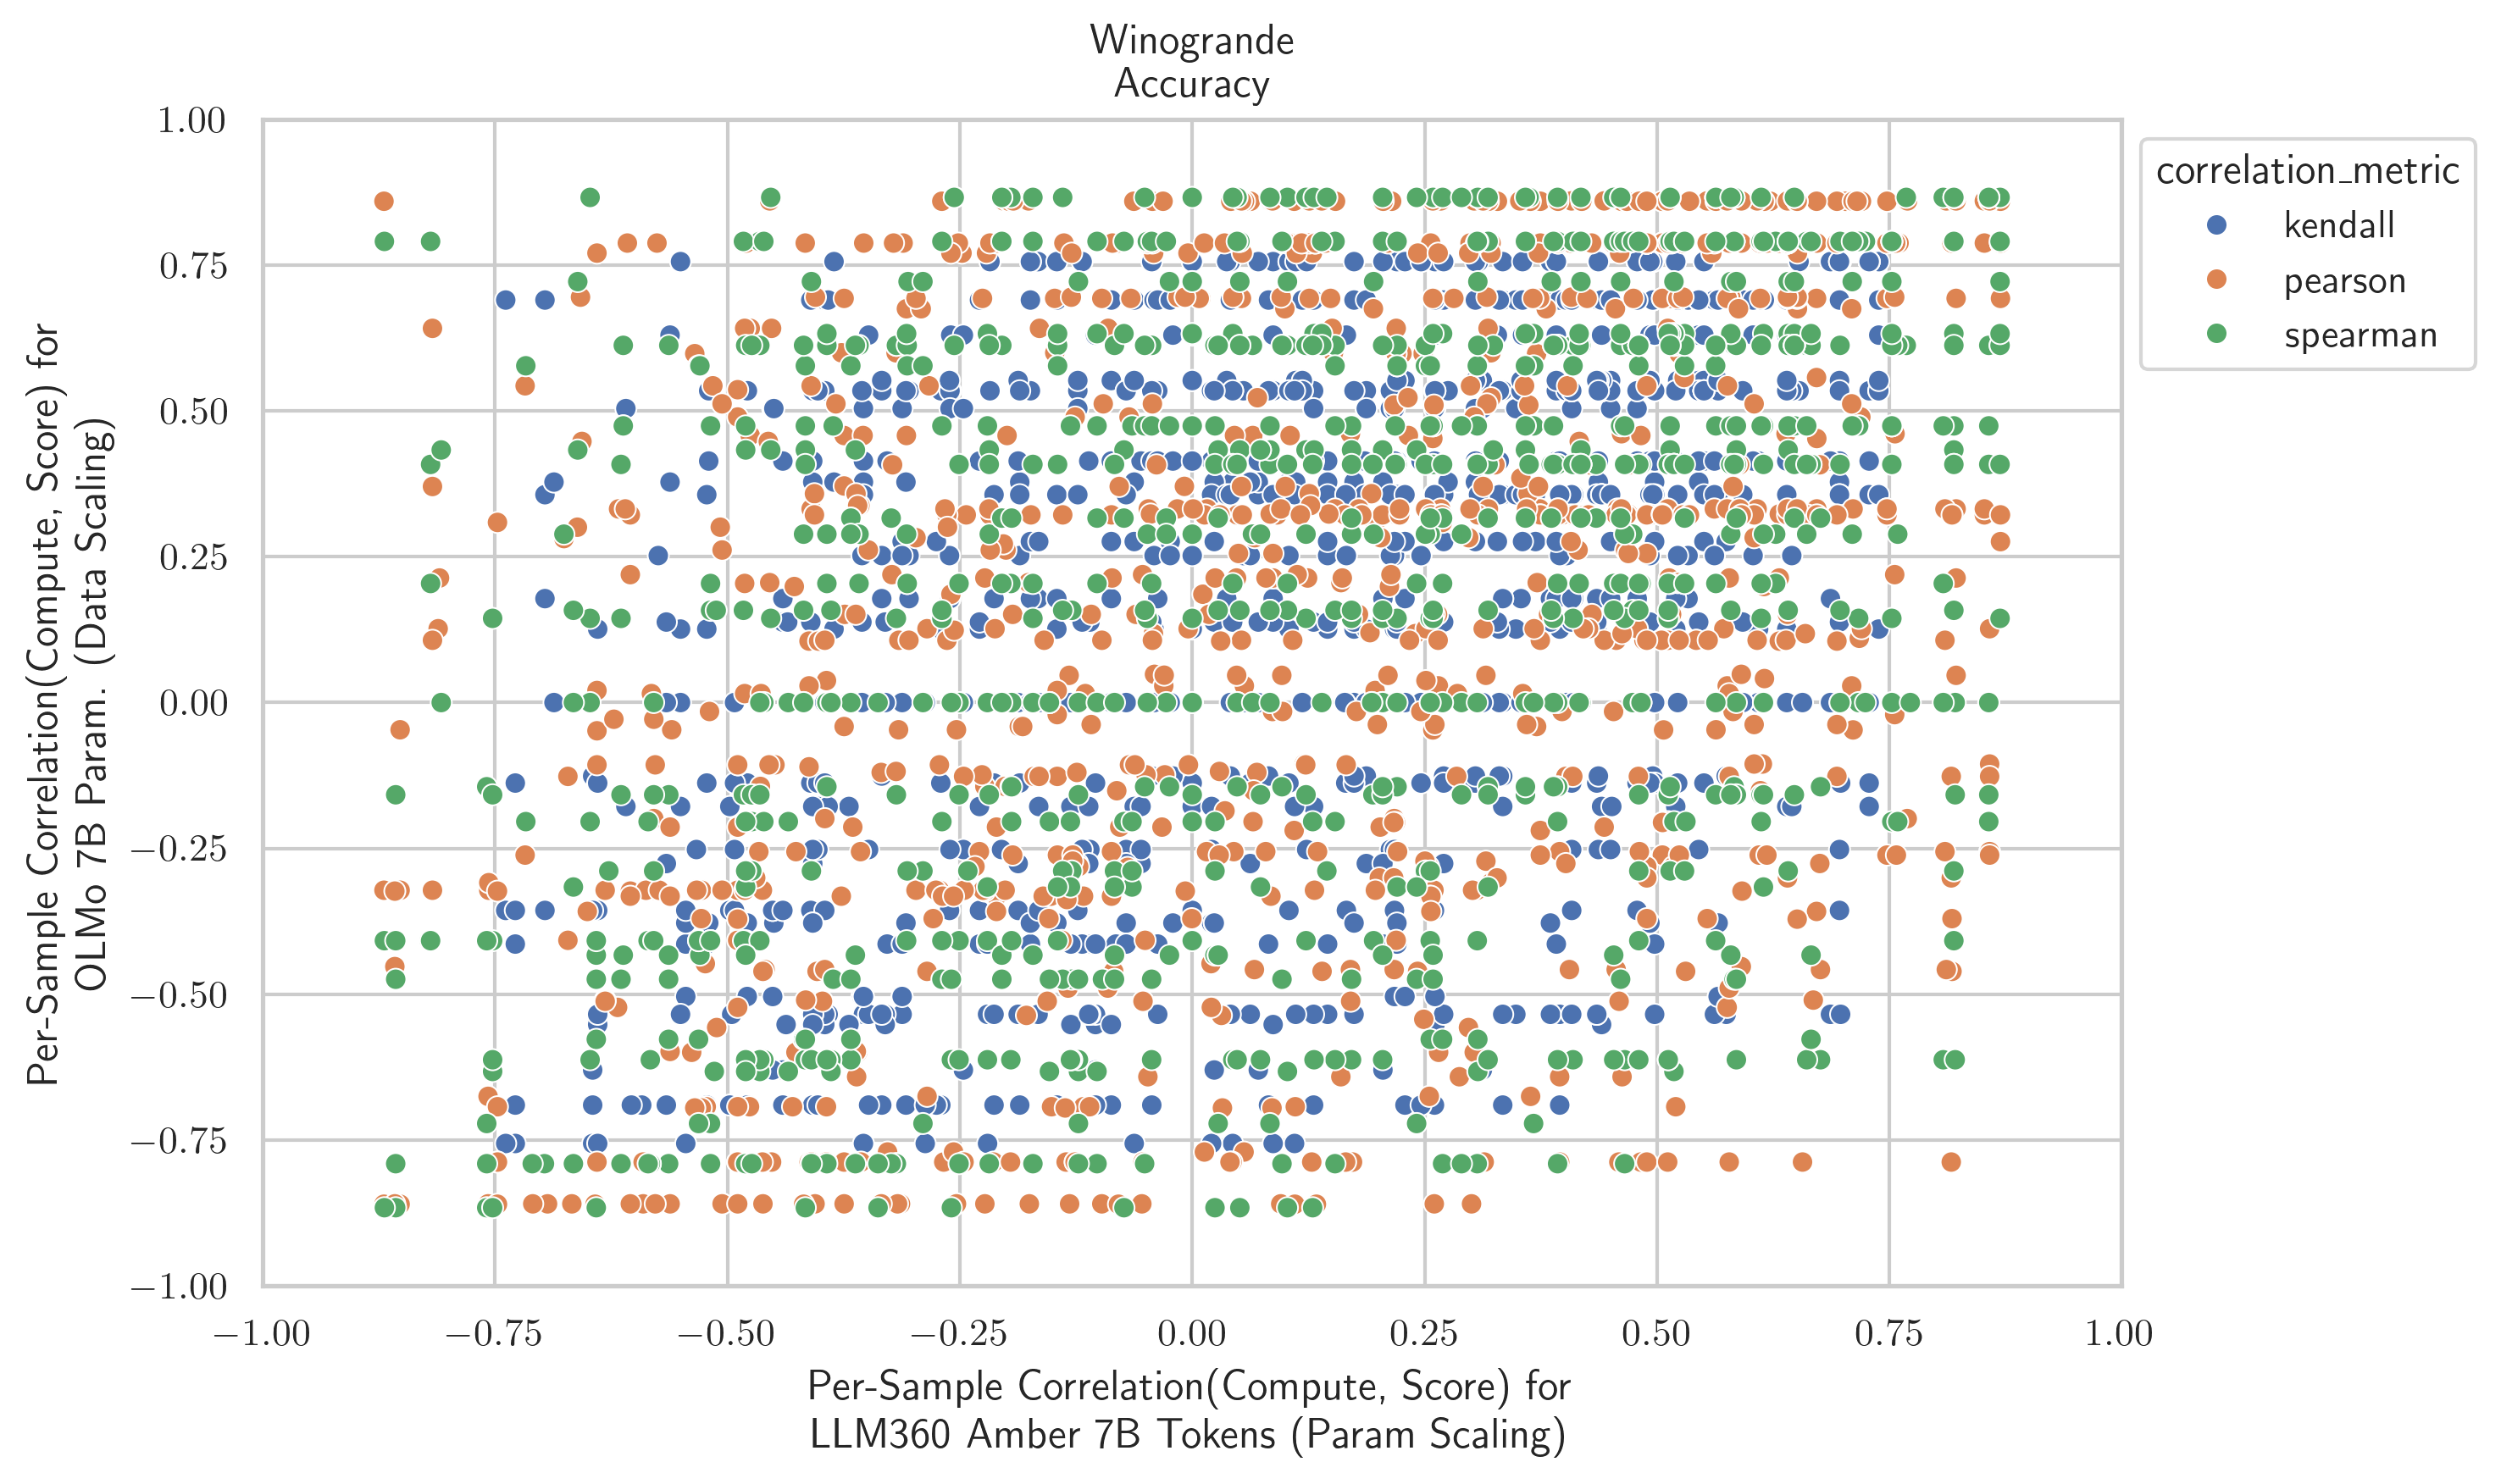 Winogrande
Accuracy
Per-Sample Correlation(Compute, Score) for
OLMo 7B Param. (Data Scaling)
1.00
0.75
0.50
0.25
0.00
−0.25
−0.50
−0.75
−1.00
−1.00
−0.75
−0.50
−0.25
0.00
0.25
0.50
0.75
1.00
Per-Sample Correlation(Compute, Score) for
LLM360 Amber 7B Tokens (Param Scaling)
correlation_metric
kendall
pearson
spearman